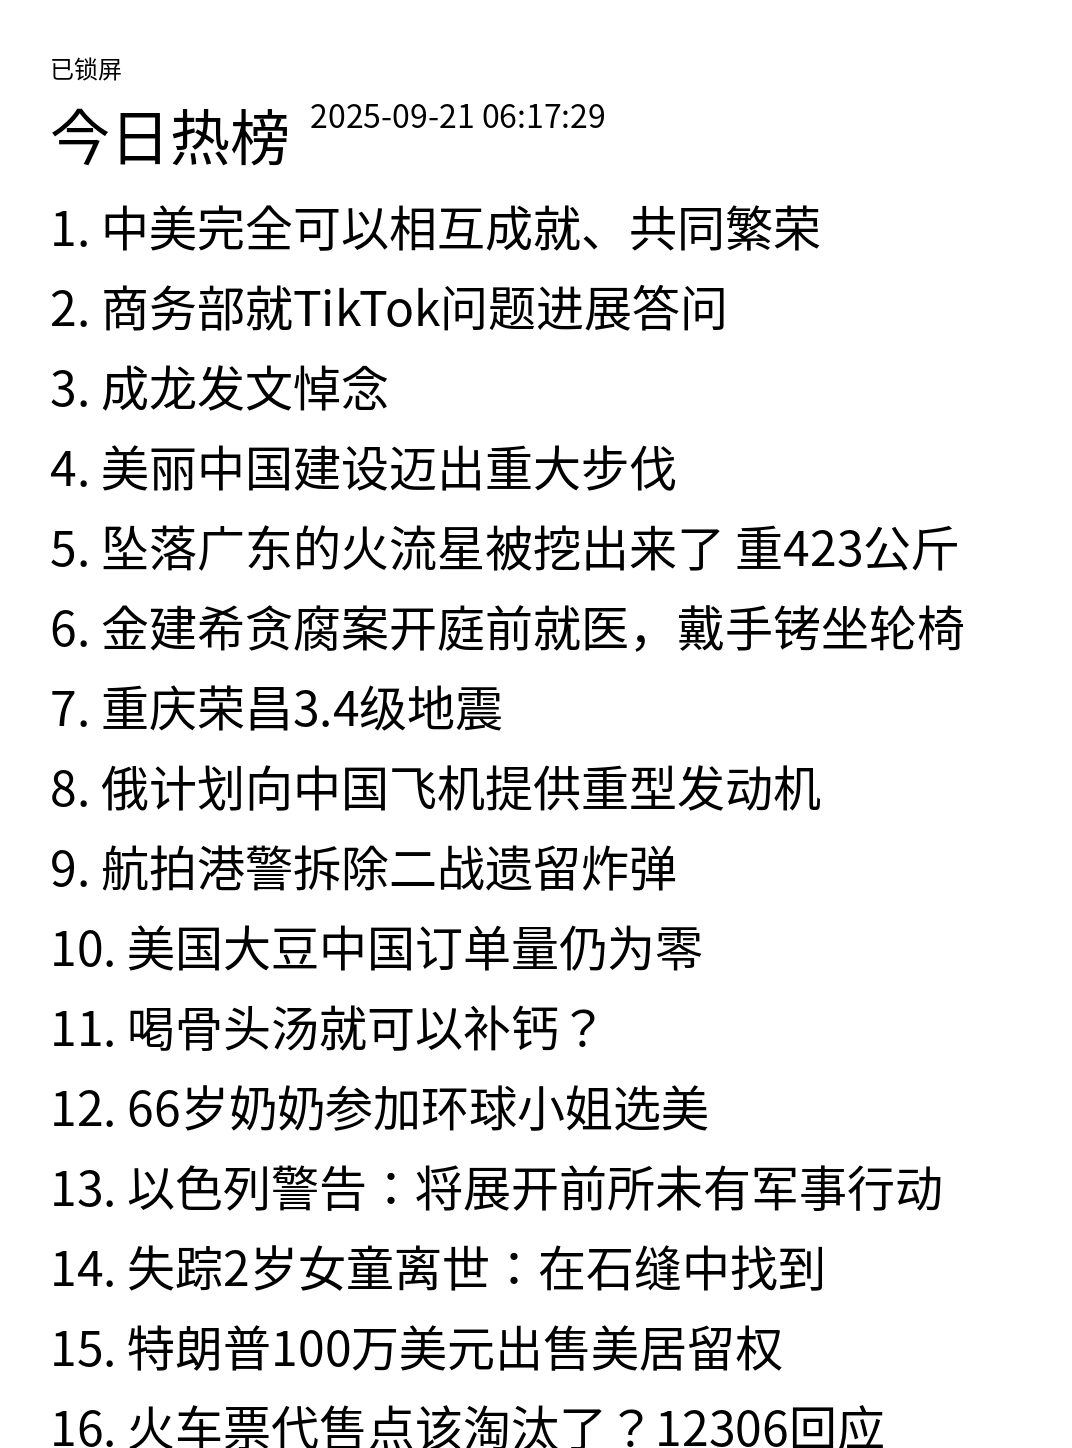 已锁屏
今日热榜 2025-09-21 06:17:29
1. 中美完全可以相互成就、共同繁荣
2. 商务部就TikTok问题进展答问
3. 成龙发文悼念
4. 美丽中国建设迈出重大步伐
5. 坠落广东的火流星被挖出来了 重423公斤
6. 金建希贪腐案开庭前就医，戴手铐坐轮椅
7. 重庆荣昌3.4级地震
8. 俄计划向中国飞机提供重型发动机
9. 航拍港警拆除二战遗留炸弹
10. 美国大豆中国订单量仍为零
11. 喝骨头汤就可以补钙？
12. 66岁奶奶参加环球小姐选美
13. 以色列警告：将展开前所未有军事行动
14. 失踪2岁女童离世：在石缝中找到
15. 特朗普100万美元出售美居留权
16. 火车票代售点该淘汰了？12306回应